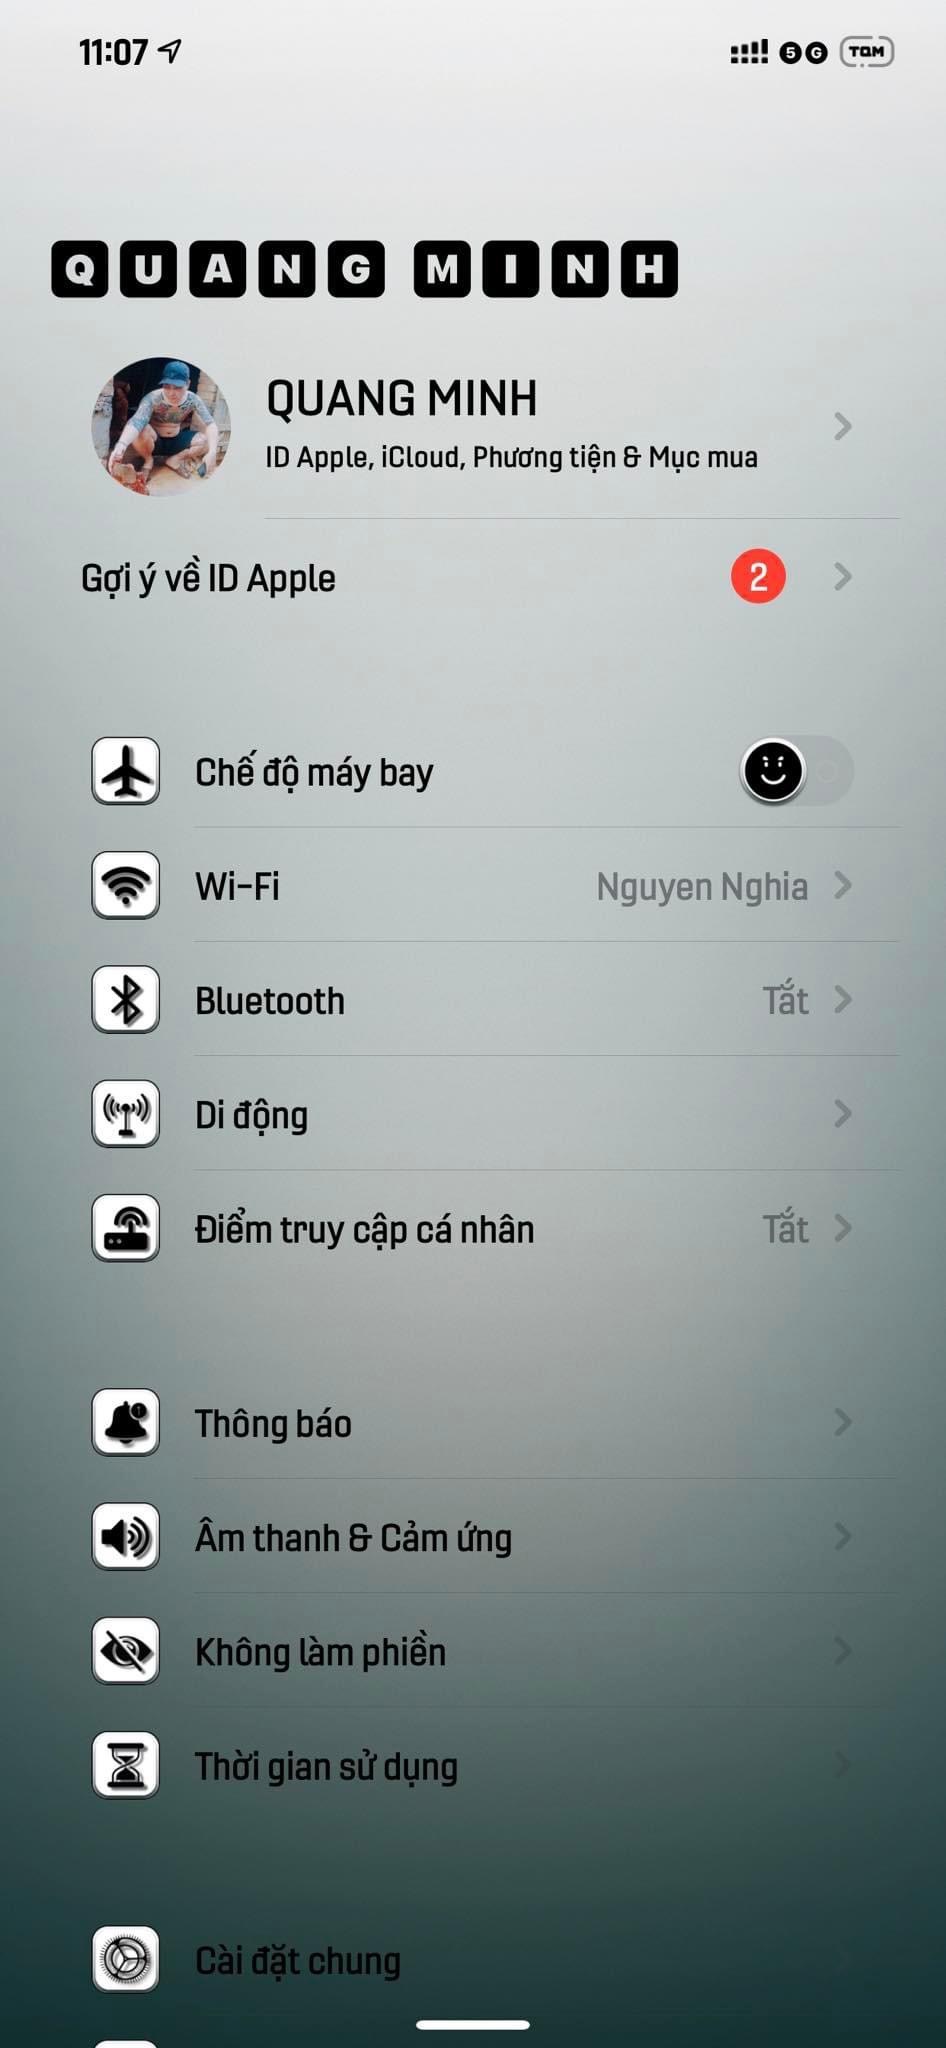 11:07 5G TQM
QUANG MINH
QUANG MINH
ID Apple, iCloud, Phương tiện & Mục mua
Gợi ý về ID Apple 2
Chế độ máy bay
Wi-Fi Nguyen Nghia
Bluetooth Tắt
Di động
Điểm truy cập cá nhân Tắt
Thông báo
Âm thanh & Cảm ứng
Không làm phiền
Thời gian sử dụng
Cài đặt chung